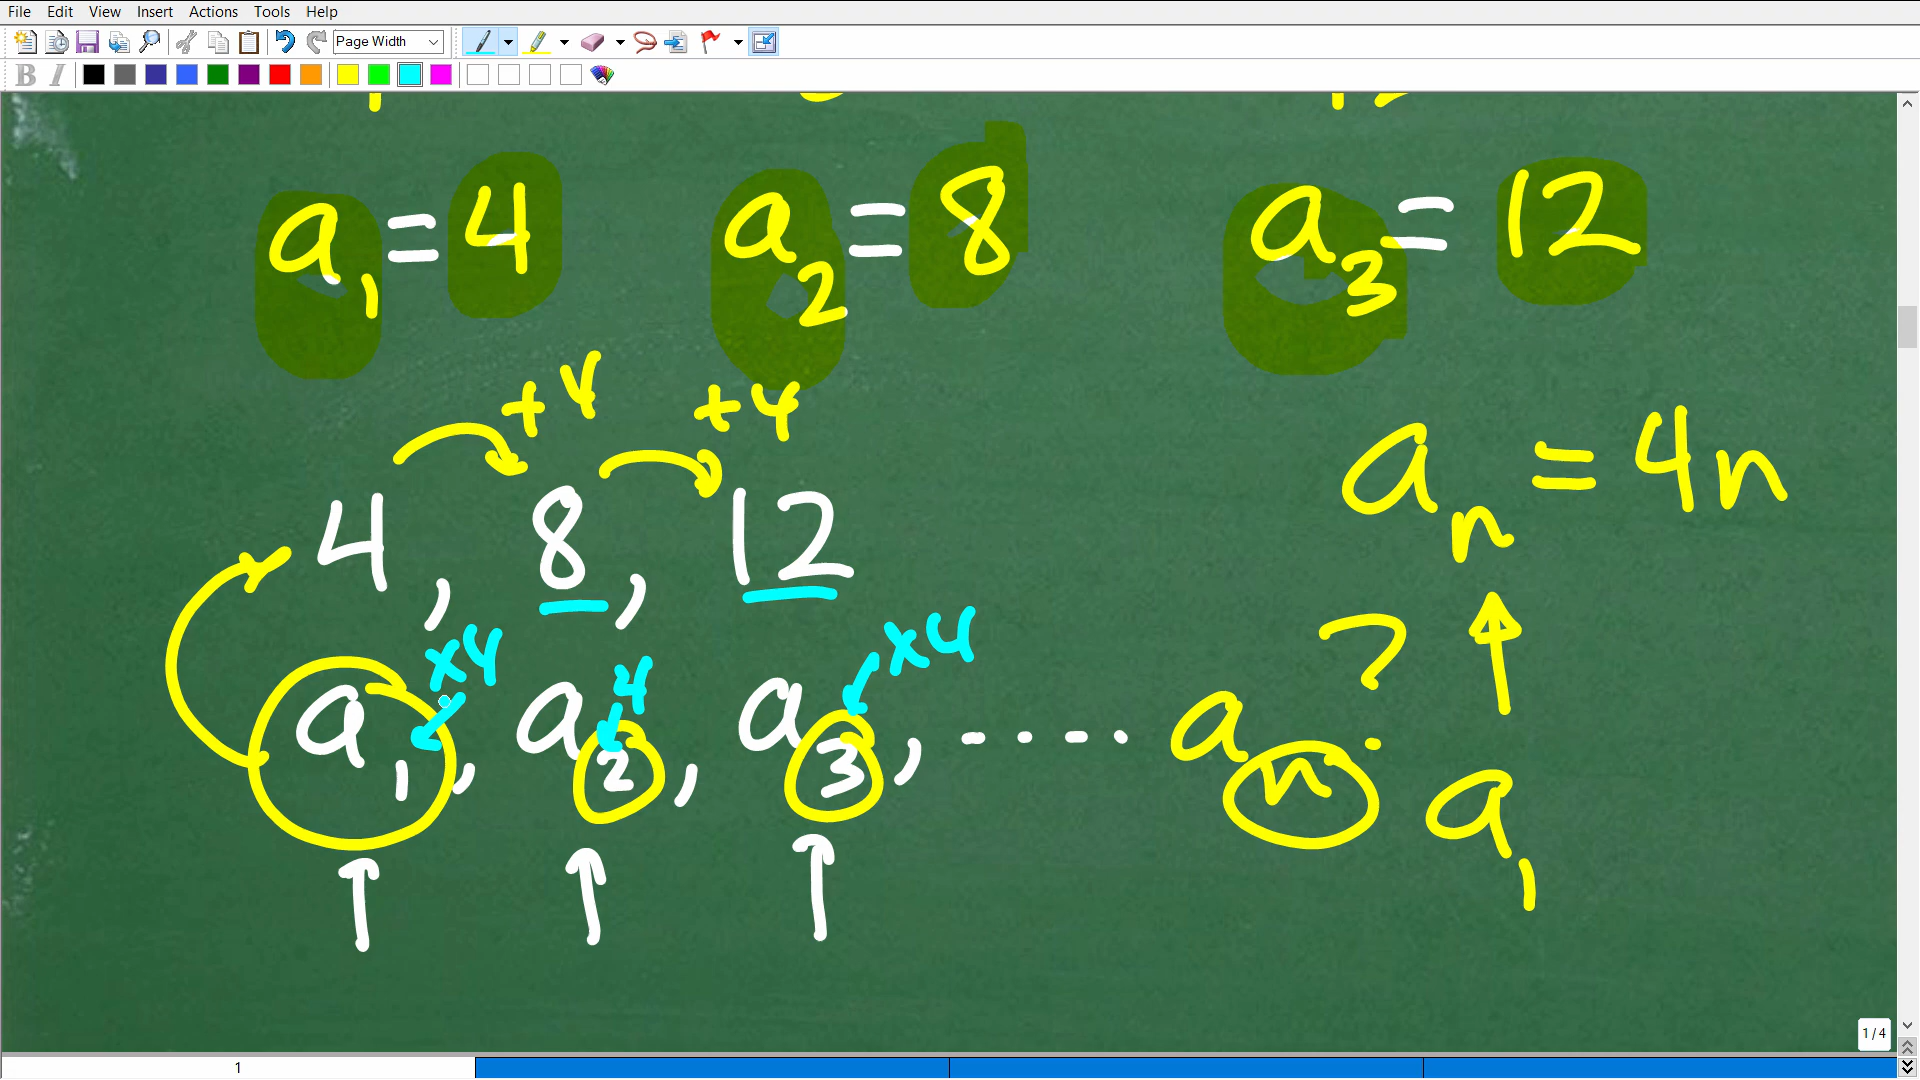 File Edit View Insert Actions Tools Help
Page Width
B I
a₁ = 4 a₂ = 8 a₃ = 12
+4 +4
4, 8, 12
aₙ = 4n
x4 4 x4
a₁, a₂, a₃, .... aₙ ?
a₁
1/4
1